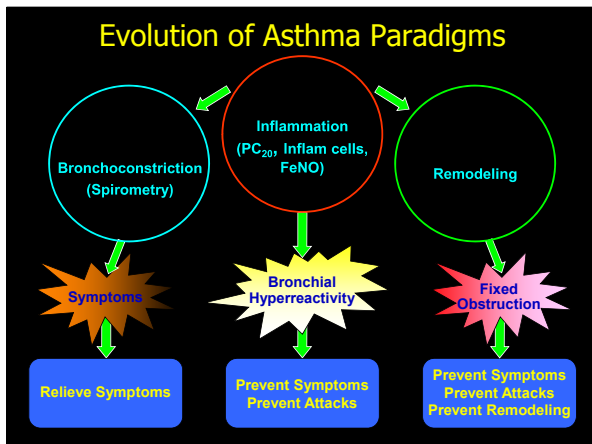 Evolution of Asthma Paradigms
Bronchoconstriction
(Spirometry)
Inflammation
(PC20, Inflam cells,
FeNO)
Remodeling
Symptoms
Bronchial
Hyperreactivity
Fixed
Obstruction
Relieve Symptoms
Prevent Symptoms
Prevent Attacks
Prevent Symptoms
Prevent Attacks
Prevent Remodeling